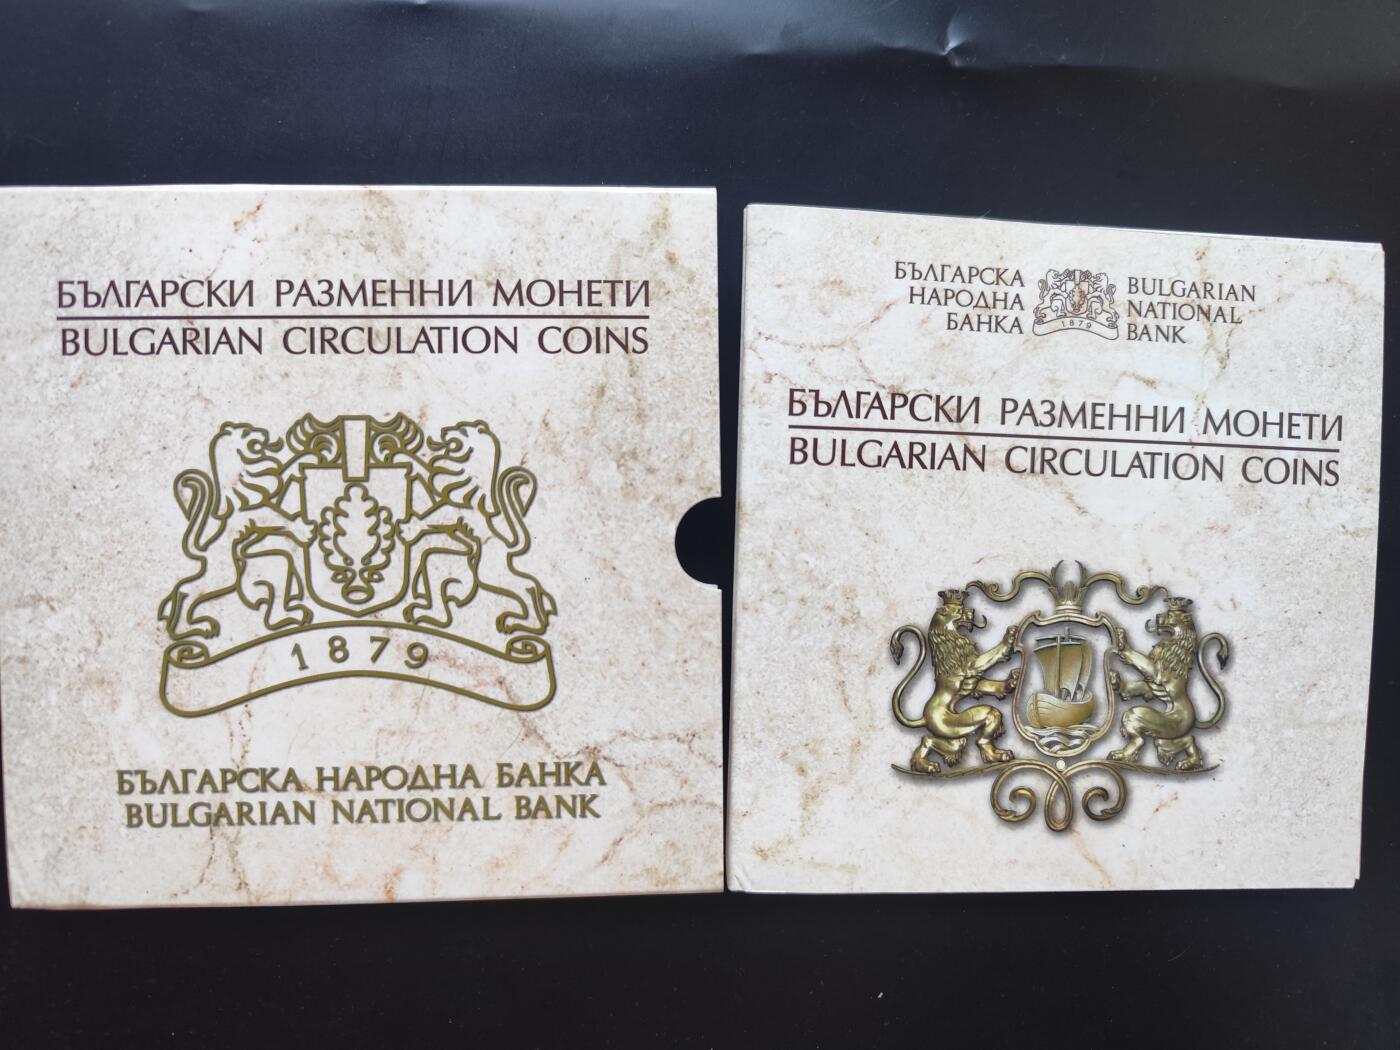 БЪЛГАРСКИ РАЗМЕННИ МОНЕТИ
BULGARIAN CIRCULATION COINS
1879
БЪЛГАРСКА НАРОДНА БАНКА
BULGARIAN NATIONAL BANK
БЪЛГАРСКА
НАРОДНА
БАНКА
1879
BULGARIAN
NATIONAL
BANK
БЪЛГАРСКИ РАЗМЕННИ МОНЕТИ
BULGARIAN CIRCULATION COINS